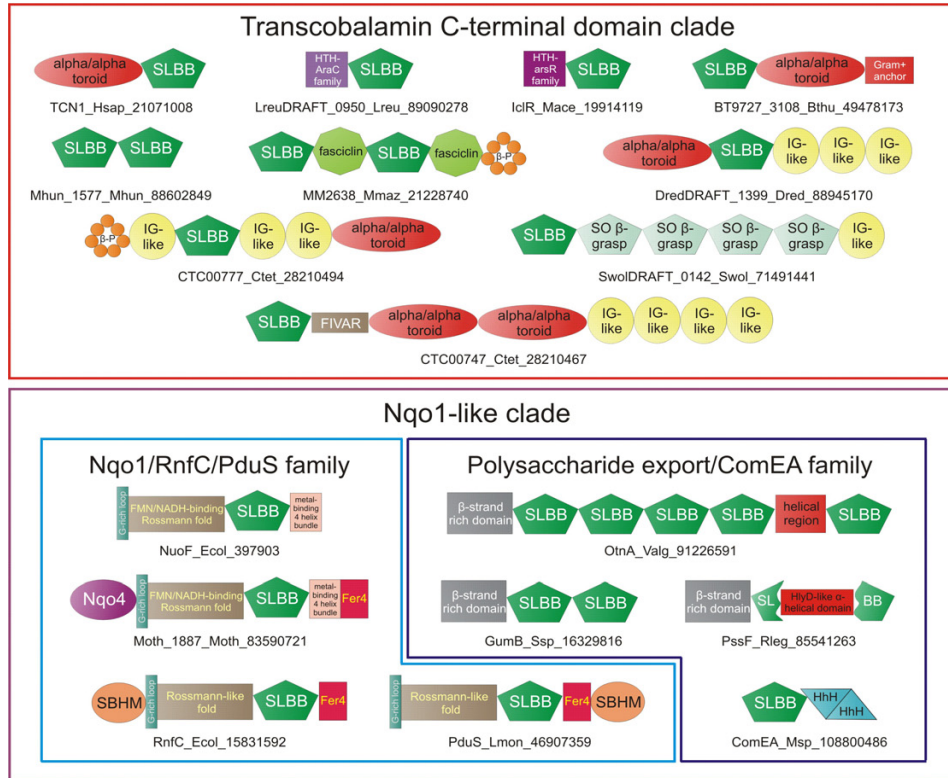 Transcobalamin C-terminal domain clade
alpha/alpha
toroid
SLBB
TCN1_Hsap_21071008
HTH-
AraC
family
SLBB
LreuDRAFT_0950_Lreu_89090278
HTH-
arsR
family
SLBB
IclR_Mace_19914119
SLBB
alpha/alpha
toroid
Gram+
anchor
BT9727_3108_Bthu_49478173
SLBB
SLBB
Mhun_1577_Mhun_88602849
SLBB
fasciclin
SLBB
fasciclin
β-P
MM2638_Mmaz_21228740
alpha/alpha
toroid
SLBB
IG-
like
IG-
like
IG-
like
DredDRAFT_1399_Dred_88945170
β-P
IG-
like
SLBB
IG-
like
IG-
like
alpha/alpha
toroid
CTC00777_Ctet_28210494
SLBB
SO β-
grasp
SO β-
grasp
SO β-
grasp
SO β-
grasp
IG-
like
SwolDRAFT_0142_Swol_71491441
SLBB
FIVAR
alpha/alpha
toroid
alpha/alpha
toroid
IG-
like
IG-
like
IG-
like
IG-
like
CTC00747_Ctet_28210467
Nqo1-like clade
Nqo1/RnfC/PduS family
G-rich loop
FMN/NADH-binding
Rossmann fold
SLBB
metal-
binding
4 helix
bundle
NuoF_Ecol_397903
Nqo4
G-rich loop
FMN/NADH-binding
Rossmann fold
SLBB
metal-
binding
4 helix
bundle
Fer4
Moth_1887_Moth_83590721
SBHM
G-rich loop
Rossmann-like
fold
SLBB
Fer4
RnfC_Ecol_15831592
G-rich loop
Rossmann-like
fold
SLBB
Fer4
SBHM
PduS_Lmon_46907359
Polysaccharide export/ComEA family
β-strand
rich domain
SLBB
SLBB
SLBB
SLBB
helical
region
SLBB
OtnA_Valg_91226591
β-strand
rich domain
SLBB
SLBB
GumB_Ssp_16329816
β-strand
rich domain
SL
HlyD-like α-
helical domain
BB
PssF_Rleg_85541263
SLBB
HhH
HhH
ComEA_Msp_108800486